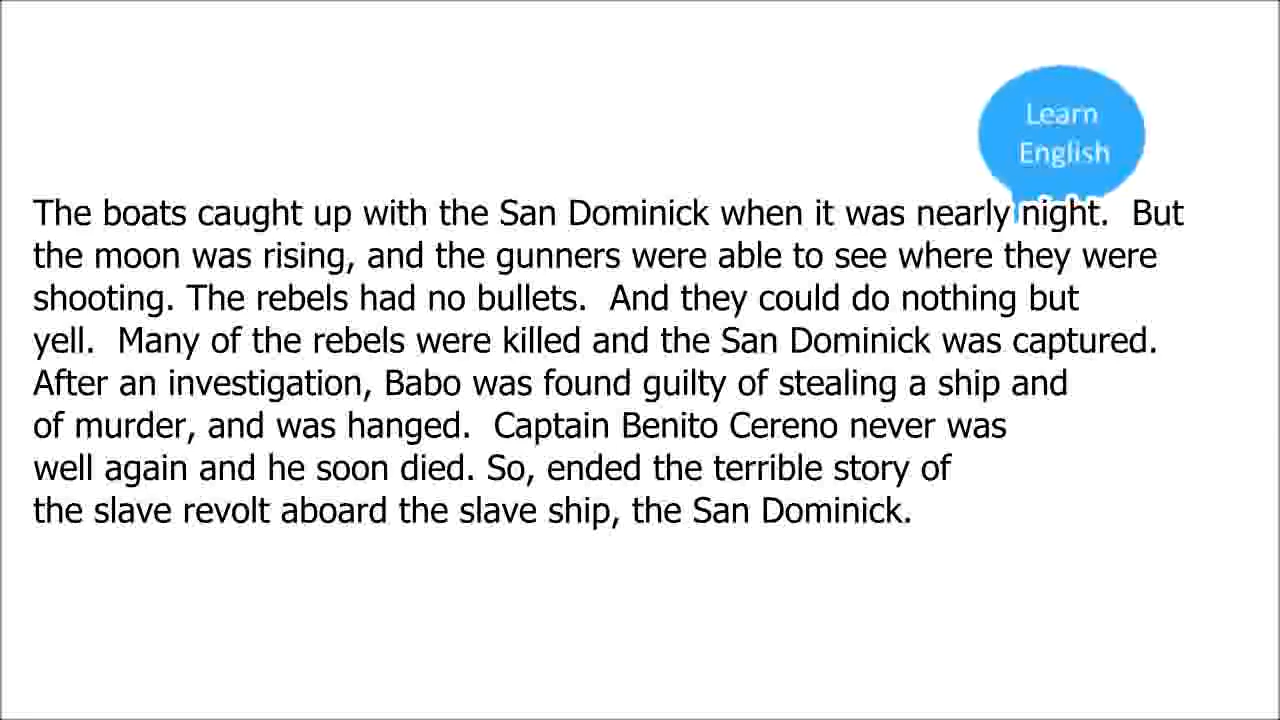 Learn
English
The boats caught up with the San Dominick when it was nearly night.  But
the moon was rising, and the gunners were able to see where they were
shooting. The rebels had no bullets.  And they could do nothing but
yell.  Many of the rebels were killed and the San Dominick was captured.
After an investigation, Babo was found guilty of stealing a ship and
of murder, and was hanged.  Captain Benito Cereno never was
well again and he soon died. So, ended the terrible story of
the slave revolt aboard the slave ship, the San Dominick.